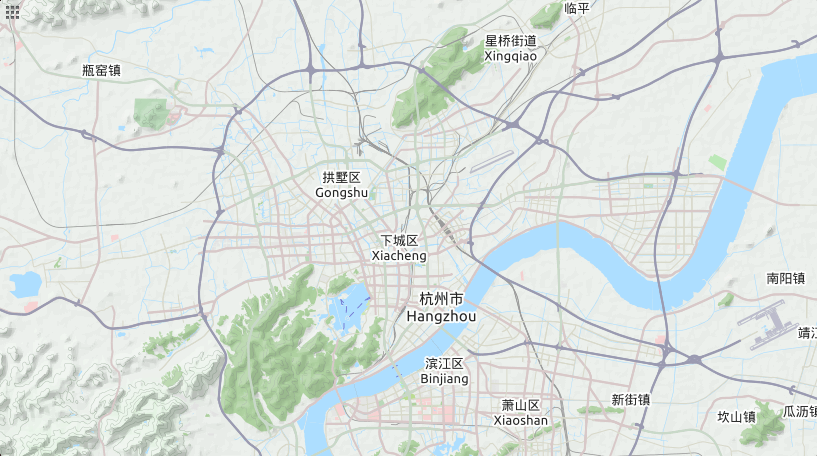 临平
星桥街道
Xingqiao
瓶窑镇
拱墅区
Gongshu
下城区
Xiacheng
南阳镇
杭州市
Hangzhou
靖江
滨江区
Binjiang
新街镇
萧山区
Xiaoshan
坎山镇
瓜沥镇